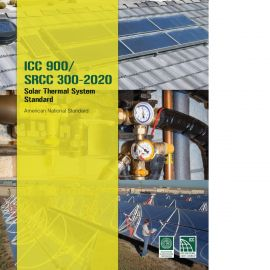 ICC 900/
SRCC 300-2020
Solar Thermal System
Standard
American National Standard